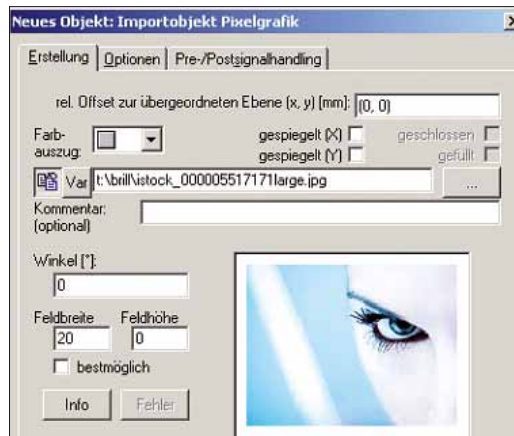 Neues Objekt: Importobjekt Pixelgrafik
Erstellung Optionen Pre-/Postsignalhandling
rel. Offset zur übergeordneten Ebene (x, y) [mm]: (0, 0)
Farb-
auszug:
gespiegelt (X) geschlossen
gespiegelt (Y) gefüllt
Var t:\brill\istock_000005517171large.jpg ...
Kommentar:
(optional)
Winkel [°]:
0
Feldbreite Feldhöhe
20 0
bestmöglich
Info Fehler